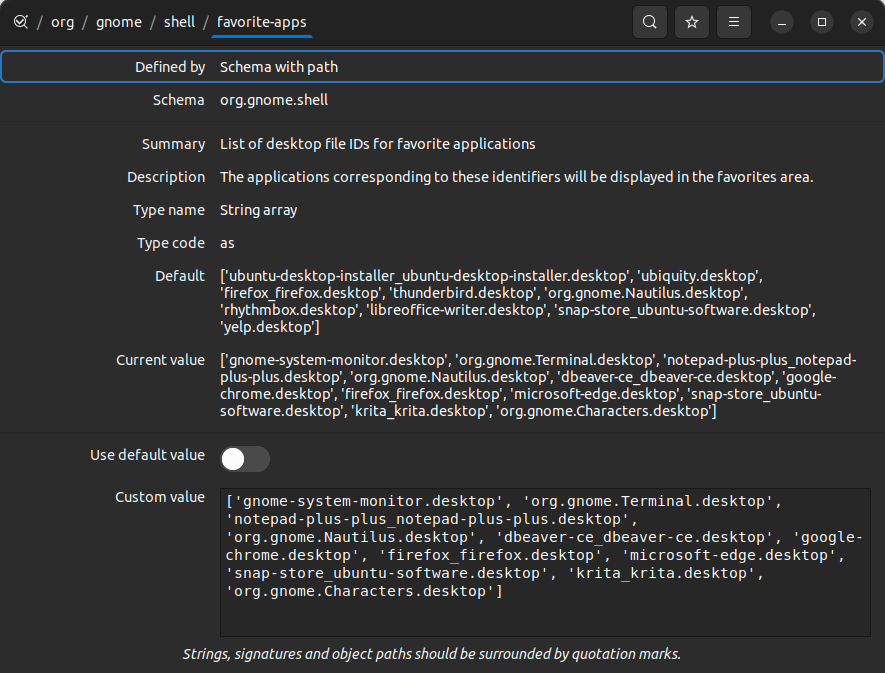 / org / gnome / shell / favorite-apps
Defined by Schema with path
Schema org.gnome.shell
Summary List of desktop file IDs for favorite applications
Description The applications corresponding to these identifiers will be displayed in the favorites area.
Type name String array
Type code as
Default ['ubuntu-desktop-installer_ubuntu-desktop-installer.desktop', 'ubiquity.desktop',
'firefox_firefox.desktop', 'thunderbird.desktop', 'org.gnome.Nautilus.desktop',
'rhythmbox.desktop', 'libreoffice-writer.desktop', 'snap-store_ubuntu-software.desktop',
'yelp.desktop']
Current value ['gnome-system-monitor.desktop', 'org.gnome.Terminal.desktop', 'notepad-plus-plus_notepad-
plus-plus.desktop', 'org.gnome.Nautilus.desktop', 'dbeaver-ce_dbeaver-ce.desktop', 'google-
chrome.desktop', 'firefox_firefox.desktop', 'microsoft-edge.desktop', 'snap-store_ubuntu-
software.desktop', 'krita_krita.desktop', 'org.gnome.Characters.desktop']
Use default value
Custom value ['gnome-system-monitor.desktop', 'org.gnome.Terminal.desktop',
'notepad-plus-plus_notepad-plus-plus.desktop',
'org.gnome.Nautilus.desktop', 'dbeaver-ce_dbeaver-ce.desktop', 'google-
chrome.desktop', 'firefox_firefox.desktop', 'microsoft-edge.desktop',
'snap-store_ubuntu-software.desktop', 'krita_krita.desktop',
'org.gnome.Characters.desktop']
Strings, signatures and object paths should be surrounded by quotation marks.